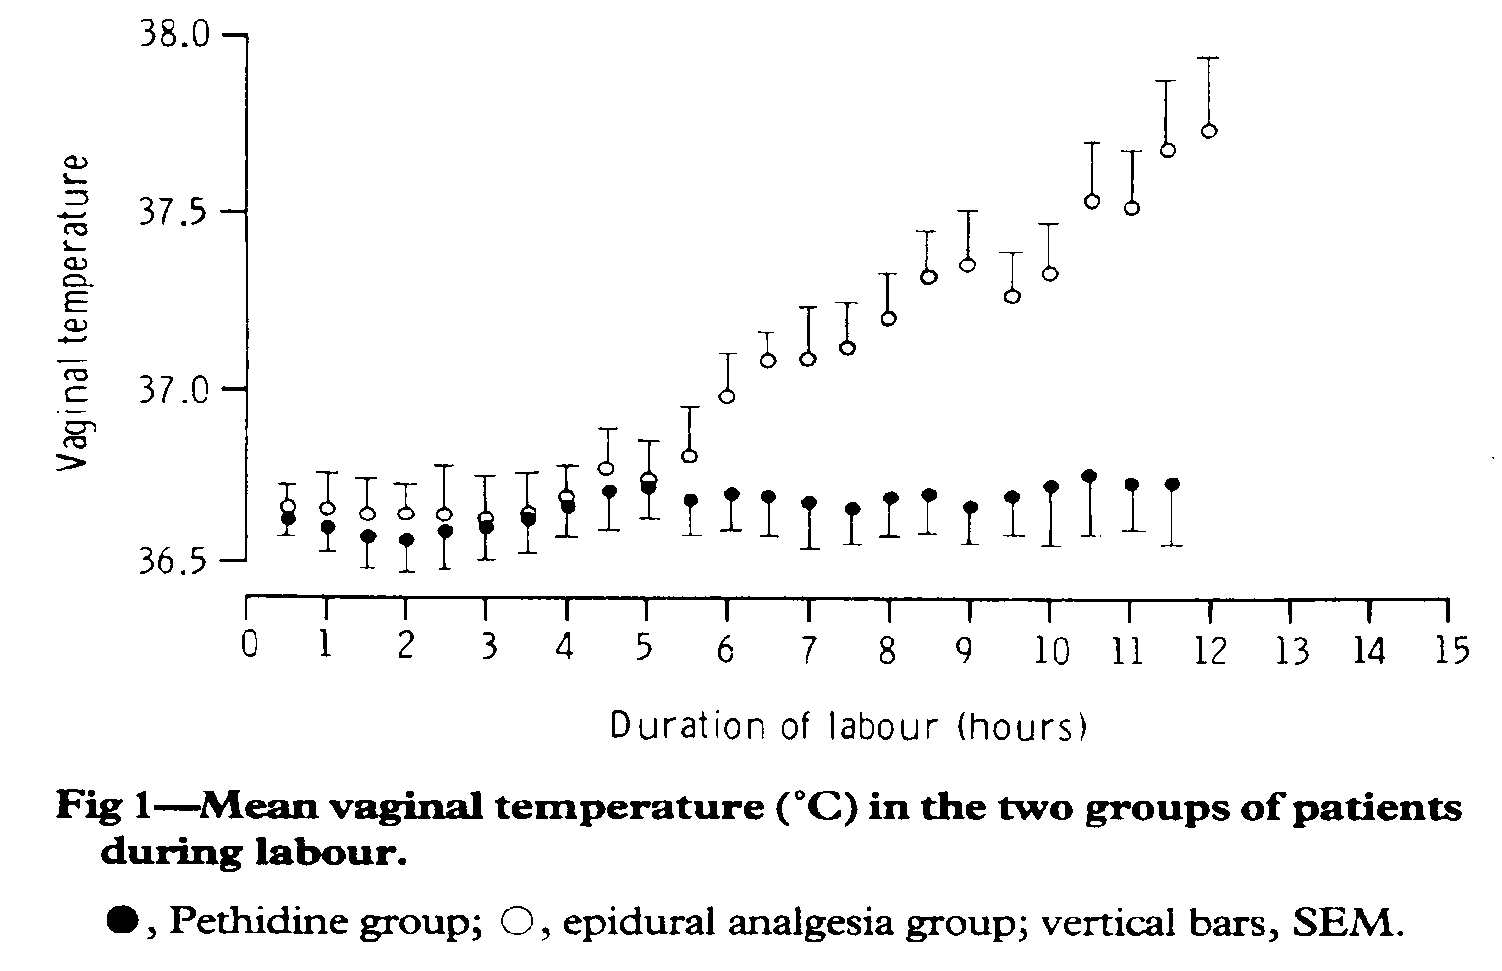 38.0
37.5
37.0
36.5
Vaginal temperature
0 1 2 3 4 5 6 7 8 9 10 11 12 13 14 15
Duration of labour (hours)
Fig 1—Mean vaginal temperature (°C) in the two groups of patients
during labour.
●, Pethidine group; ○, epidural analgesia group; vertical bars, SEM.